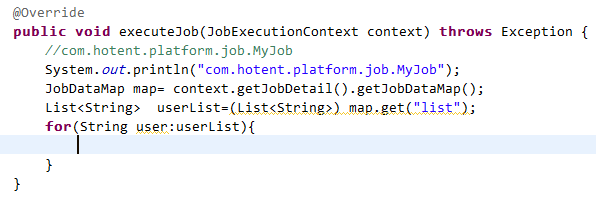 @Override
public void executeJob(JobExecutionContext context) throws Exception {
//com.hotent.platform.job.MyJob
System.out.println("com.hotent.platform.job.MyJob");
JobDataMap map= context.getJobDetail().getJobDataMap();
List<String>  userList=(List<String>) map.get("list");
for(String user:userList){
}
}